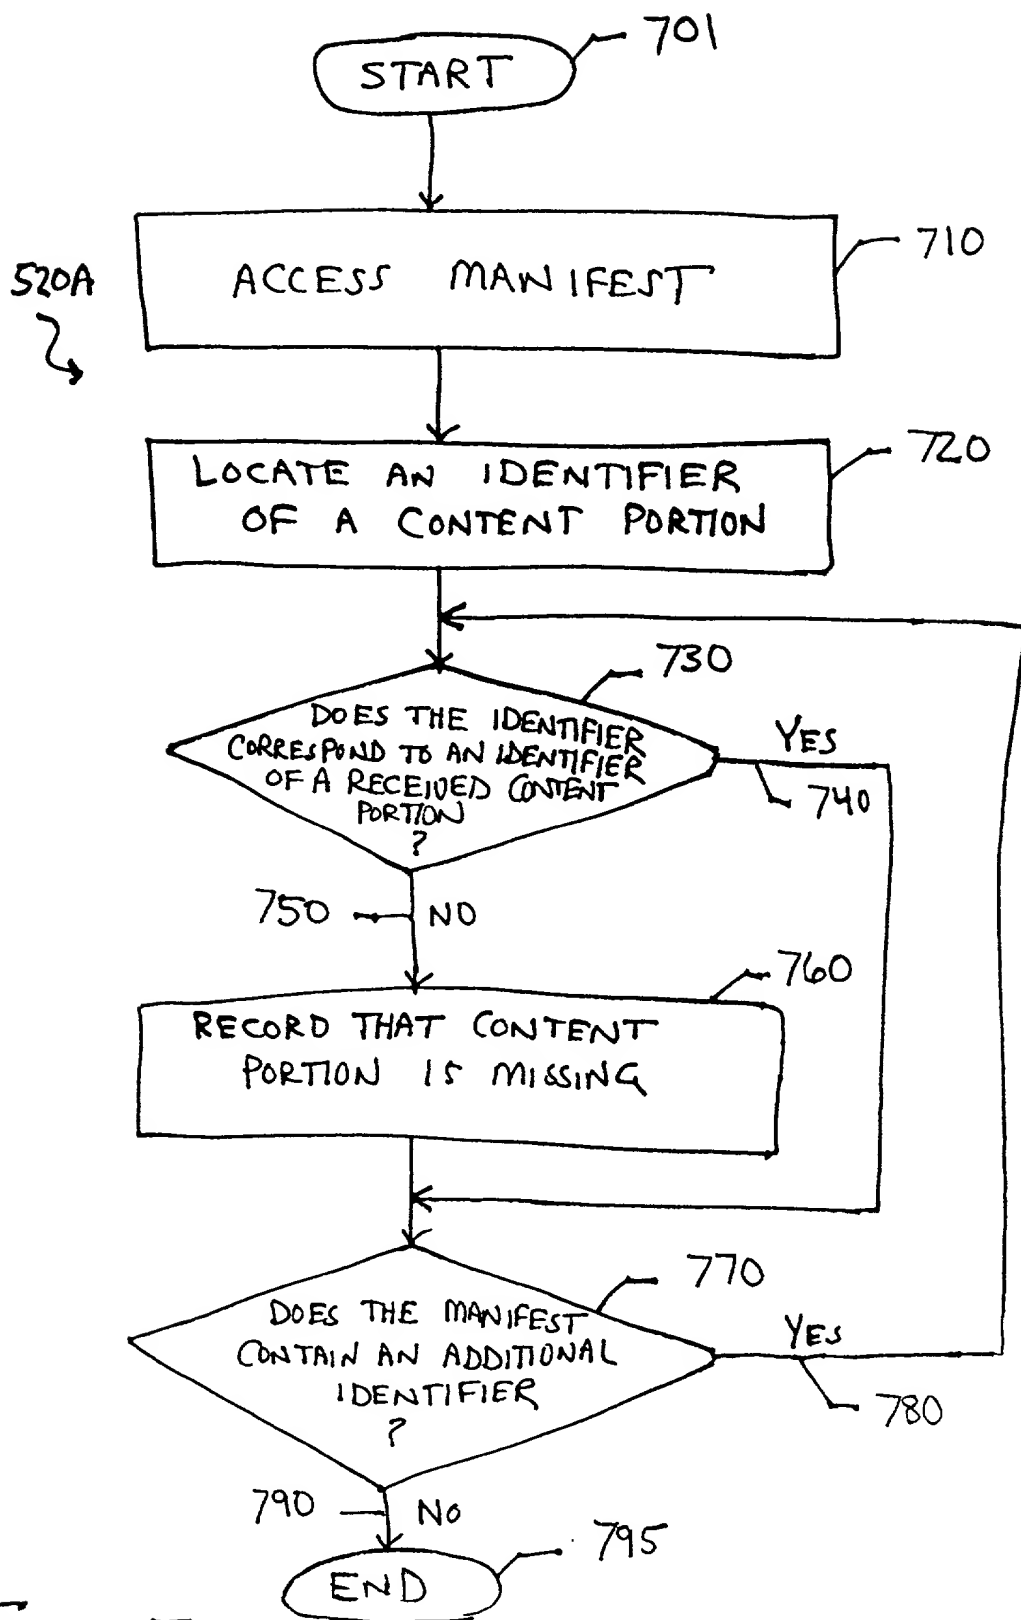 701
START
710
ACCESS MANIFEST
520A
720
LOCATE AN IDENTIFIER
OF A CONTENT PORTION
730
DOES THE IDENTIFIER
CORRESPOND TO AN IDENTIFIER
OF A RECEIVED CONTENT
PORTION
?
YES
740
750
NO
760
RECORD THAT CONTENT
PORTION IS MISSING
770
DOES THE MANIFEST
CONTAIN AN ADDITIONAL
IDENTIFIER
?
YES
780
790
NO
795
END